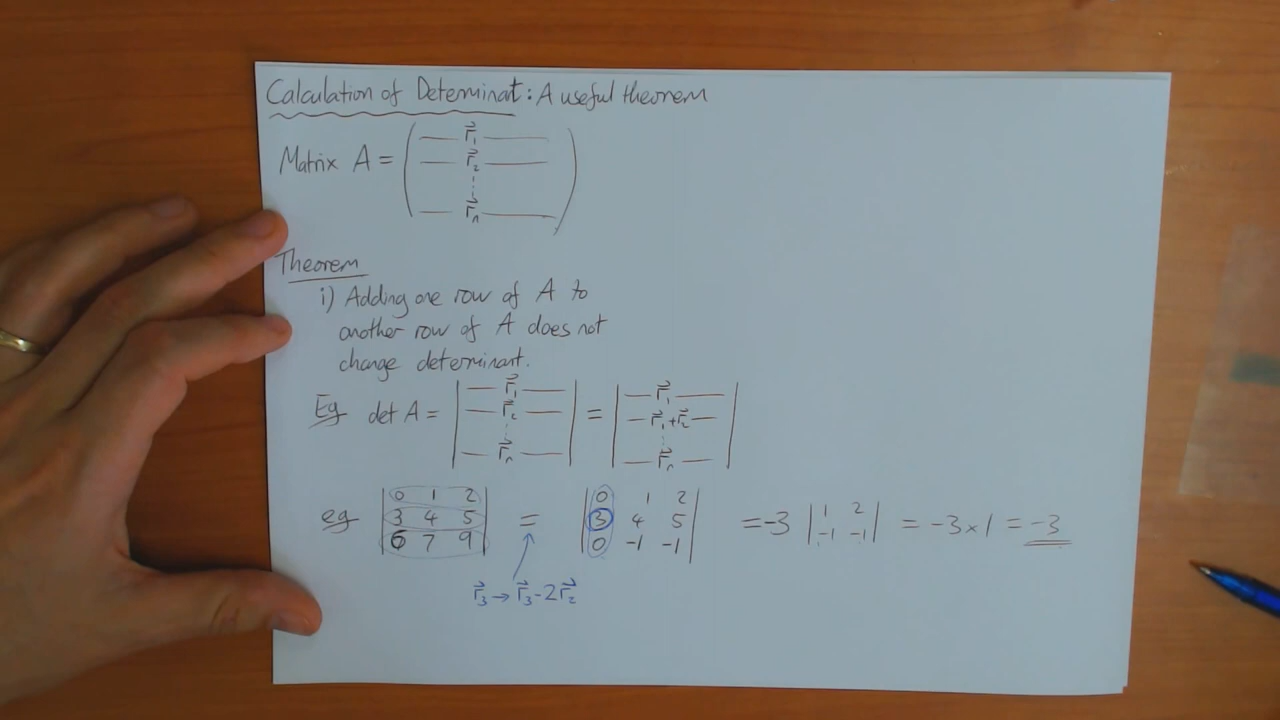 Calculation of Determinat: A useful theorem
Matrix A = ( r⃗₁
r⃗₂
⋮
r⃗ₙ )
Theorem
i) Adding one row of A to
another row of A does not
change determinant.
Eg det A = | r⃗₁ r⃗₂ ⋮ r⃗ₙ | = | r⃗₁ r⃗₁+r⃗₂ ⋮ r⃗ₙ |
eg | 0 1 2 | = | 0 1 2 | = -3 | 1 2 | = -3×1 = -3
| 3 4 5 | | 3 4 5 | | -1 -1 |
| 6 7 9 | | 0 -1 -1 |
r⃗₃ → r⃗₃-2r⃗₂